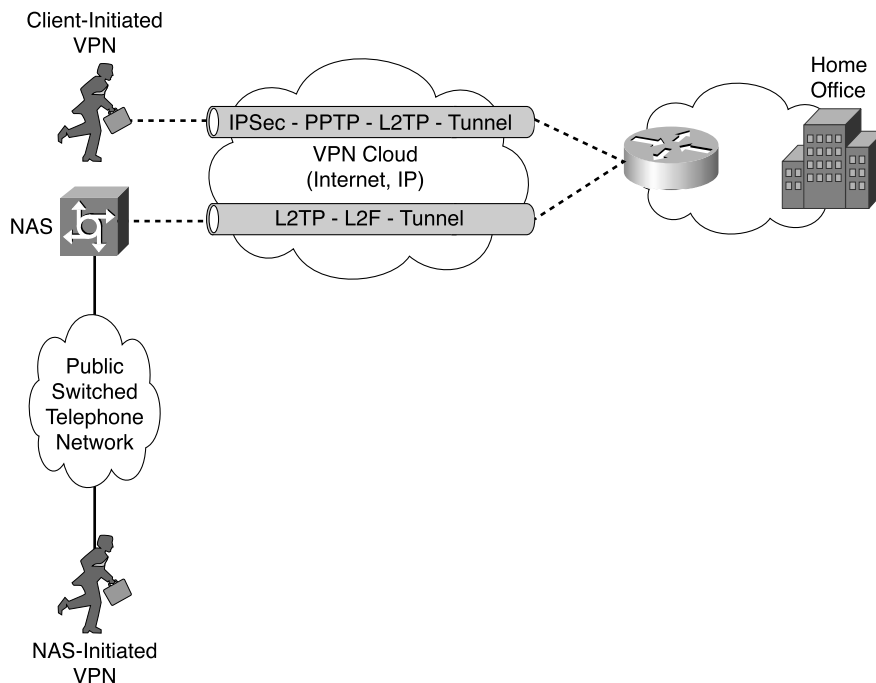 Client-Initiated
VPN
Home
Office
IPSec - PPTP - L2TP - Tunnel
VPN Cloud
(Internet, IP)
NAS
L2TP - L2F - Tunnel
Public
Switched
Telephone
Network
NAS-Initiated
VPN